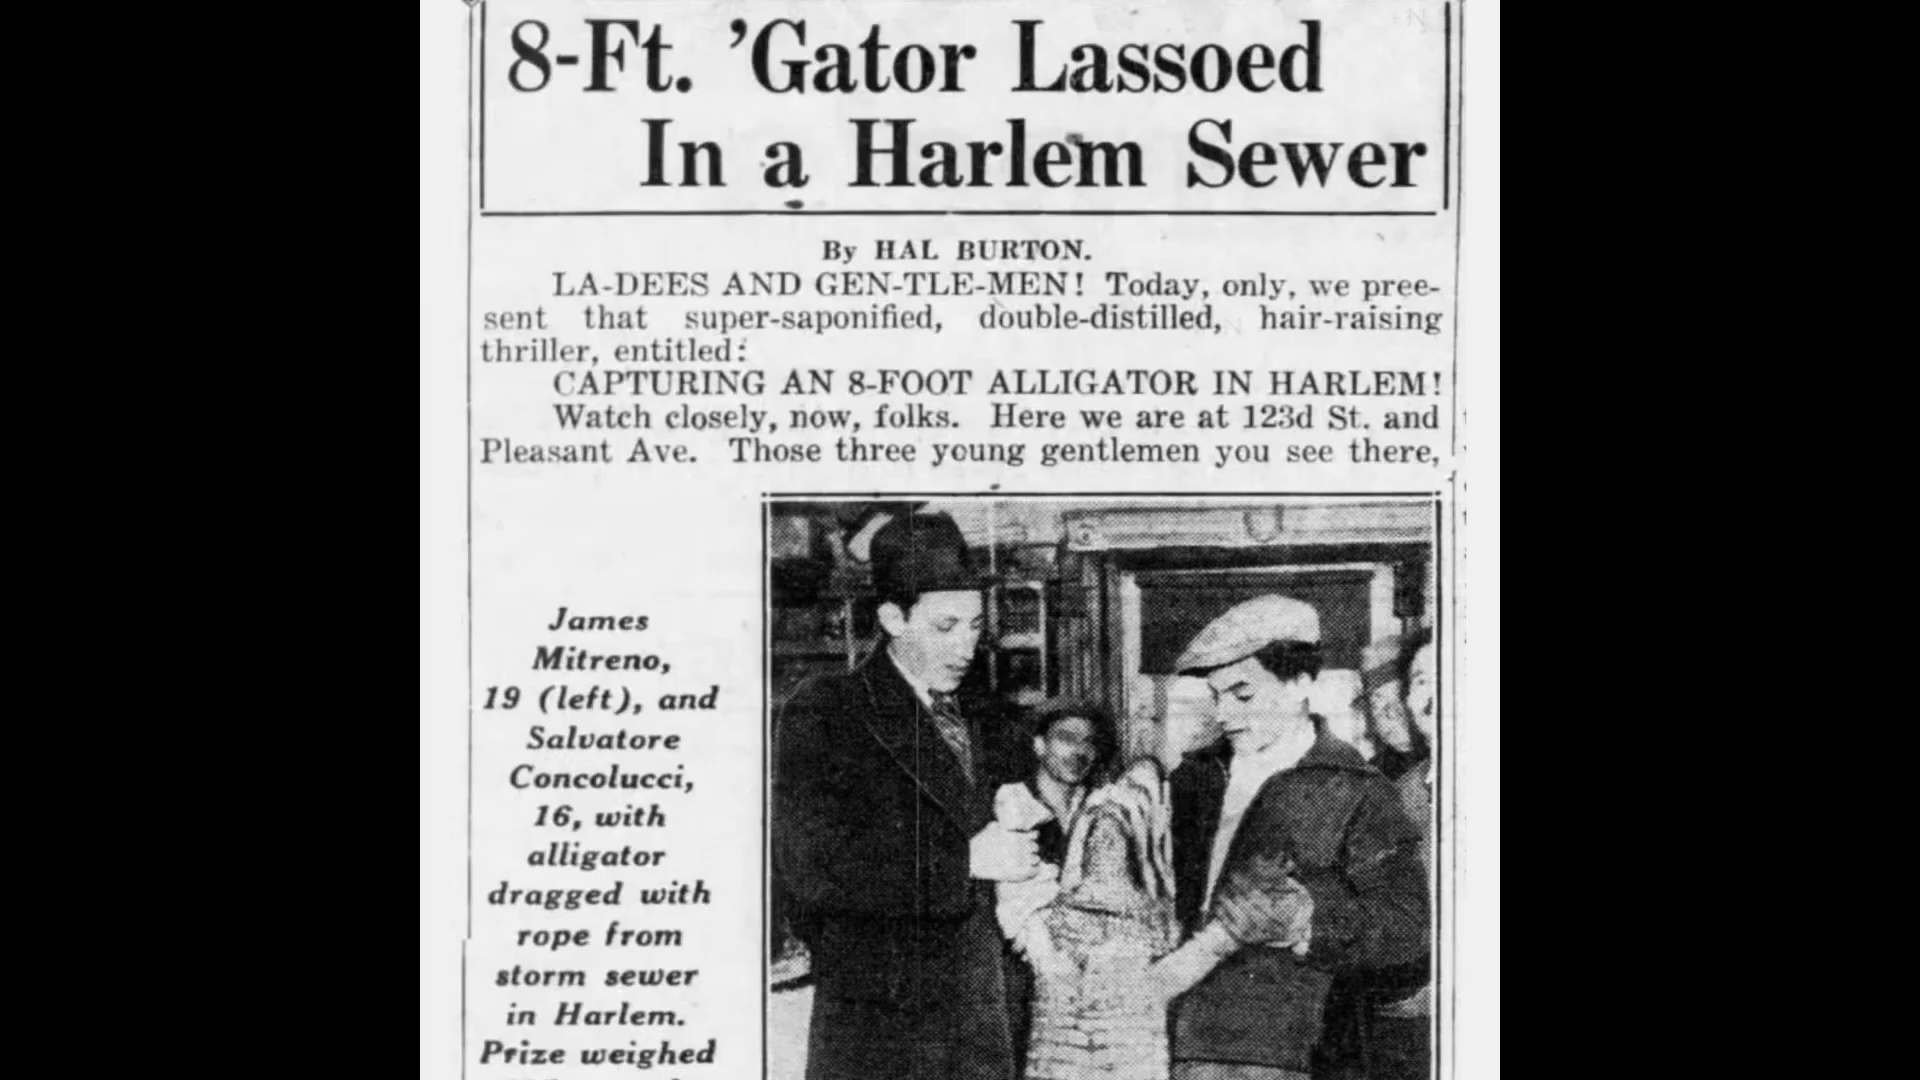 8-Ft. 'Gator Lassoed
In a Harlem Sewer
By HAL BURTON.
LA-DEES AND GEN-TLE-MEN! Today, only, we pree-
sent that super-saponified, double-distilled, hair-raising
thriller, entitled:
CAPTURING AN 8-FOOT ALLIGATOR IN HARLEM!
Watch closely, now, folks. Here we are at 123d St. and
Pleasant Ave. Those three young gentlemen you see there,
James
Mitreno,
19 (left), and
Salvatore
Concolucci,
16, with
alligator
dragged with
rope from
storm sewer
in Harlem.
Prize weighed